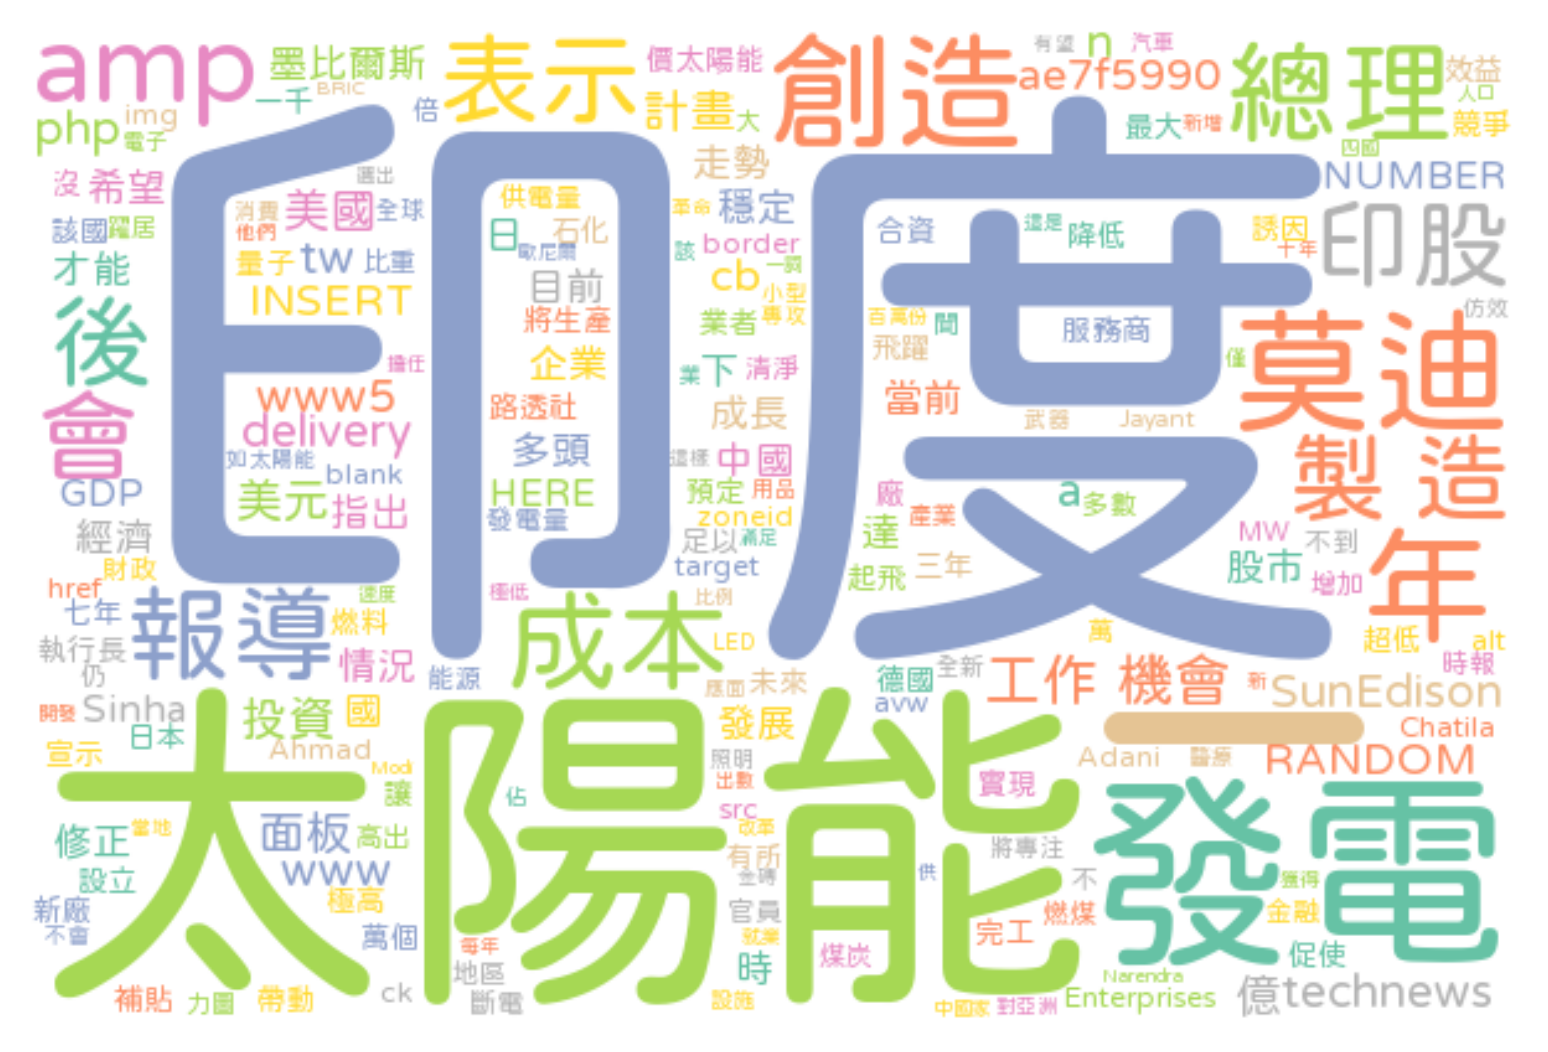 amp
墨比爾斯
表示
價太陽能
創造
有望
n
汽車
總理
效益
人口
一千
BRIC
倍
計畫
大
ae7f5990
最大
新增
競爭
php
img
電子
走勢
四國
沒
希望
選出
美國
全球
消費
他們
供電量
石化
革命
穩定
合資
這是
降低
NUMBER
誘因
十年
印股
該國
躍居
日
歐尼爾
該
border
才能
量子
tw
比重
目前
cb
一闆
小型
專攻
INSERT
將生產
業者
百萬份
間
服務商
仿效
後
擔任
企業
業
下
清淨
飛躍
僅
莫迪
會
www5
路透社
成長
當前
武器
Jayant
delivery
如太陽能
blank
多頭
這樣
中國
製造
GDP
美元
指出
HERE
發電量
預定
用品
zoneid
廠
產業
a
多數
印度
經濟
財政
足以
滿足
達
MW
不到
年
href
七年
報導
速度
燃料
極低
target
比例
起飛
三年
股市
增加
執行長
仍
情況
能源
成本
LED
萬
超低
alt
時報
開發
Sinha
投資
國
應面
未來
德國
全新
avw
工作
機會
新
SunEdison
日本
宣示
Ahmad
Modi
發展
照明
出數
一
Adani
醫療
Chatila
RANDOM
讓
太陽能
佔
src
改革
實現
發電
修正
當地
面板
高出
設立
www
有所
金磚
將專注
供
不
獲得
新廠
不會
極高
萬個
官員
就業
完工
燃煤
金融
每年
地區
時
煤炭
促使
補貼
力圖
帶動
ck
斷電
設施
中國家
對亞洲
Narendra
Enterprises
億
technews